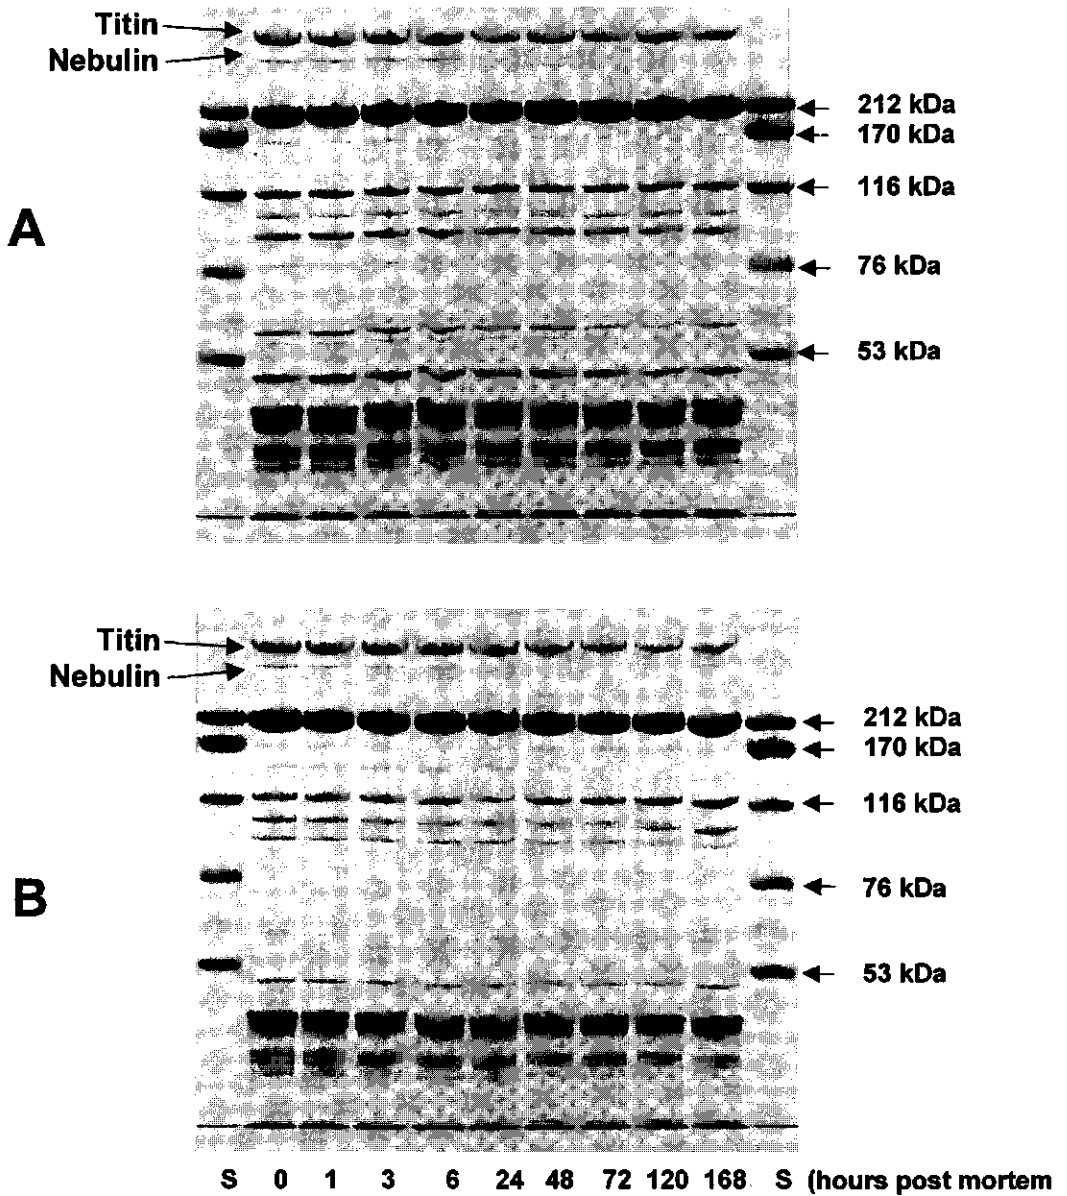 Titin
Nebulin
212 kDa
170 kDa
116 kDa
A
76 kDa
53 kDa
Titin
Nebulin
212 kDa
170 kDa
116 kDa
B
76 kDa
53 kDa
S 0 1 3 6 24 48 72 120 168 S (hours post mortem